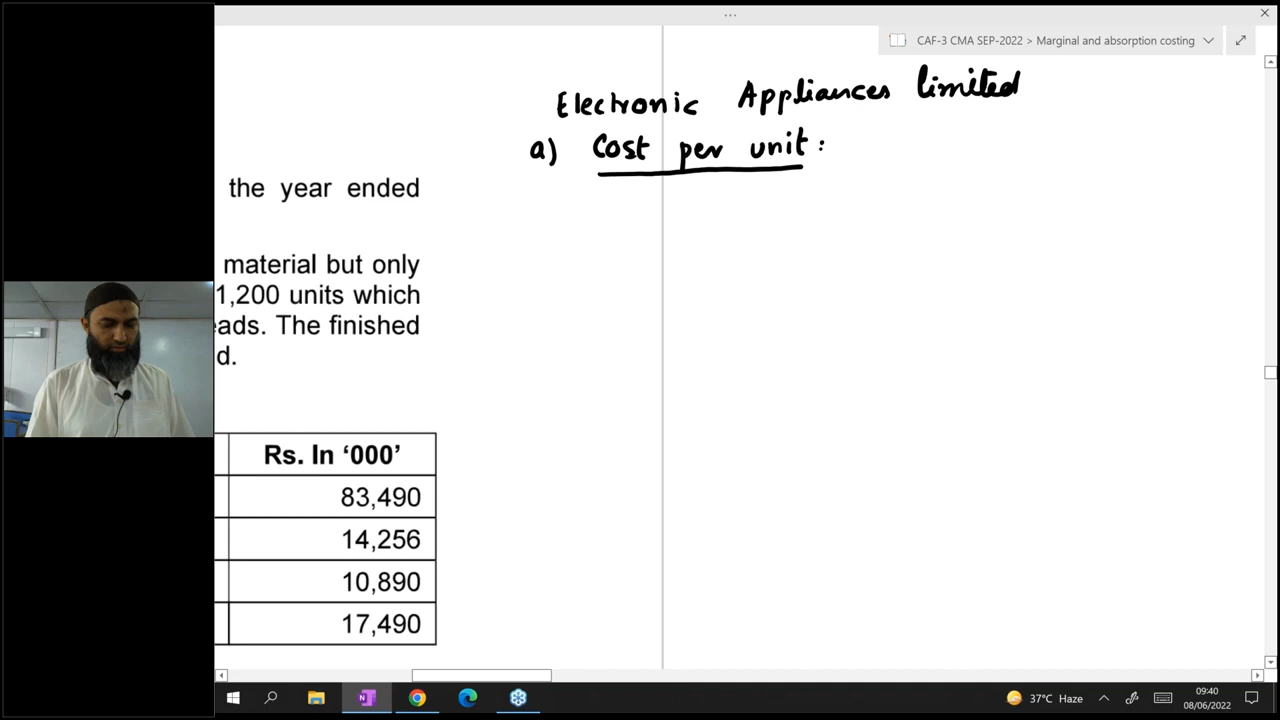 CAF-3 CMA SEP-2022 > Marginal and absorption costing
Electronic Appliances limited
a) Cost per unit :
the year ended
material but only
1,200 units which
ads. The finished
d.
Rs. In ‘000’
83,490
14,256
10,890
17,490
37°C Haze
09:40
08/06/2022